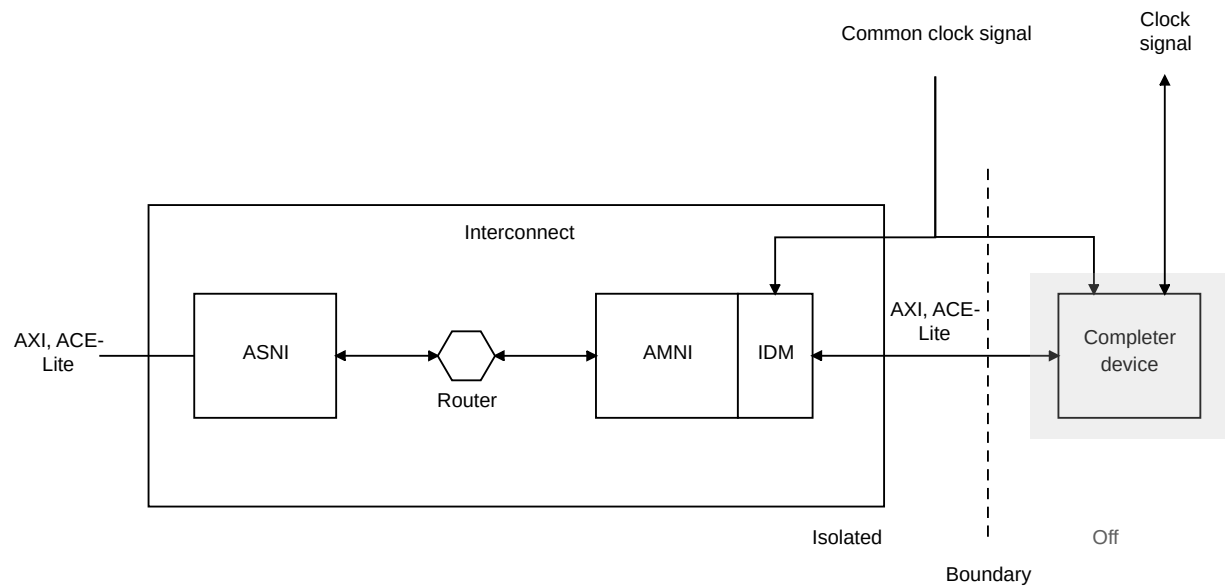 Common clock signal
Clock
signal
Interconnect
AXI, ACE-
Lite
ASNI
Router
AMNI
IDM
AXI, ACE-
Lite
Completer
device
Isolated
Off
Boundary